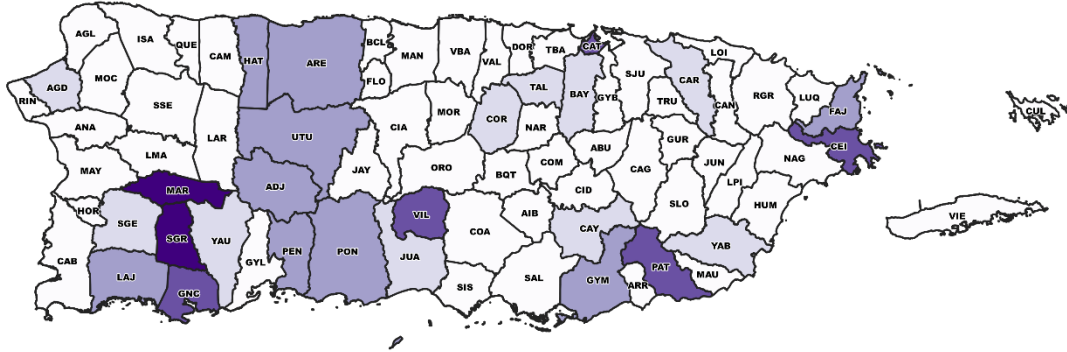 AGL
ISA
QUE
CAM
HAT
ARE
BCL
MAN
VBA
VAL
DOR
TBA
CAT
LOI
MOC
AGD
RIN
SSE
FLO
TAL
BAY
GYB
SJU
CAR
CAN
RGR
LUQ
FAJ
CUL
ANA
LAR
UTU
CIA
MOR
COR
NAR
TRU
GUR
CEI
LMA
MAY
JAY
ORO
BQT
COM
ABU
CAG
JUN
NAG
MAR
ADJ
CID
LPI
HOR
SGE
SGR
YAU
VIL
AIB
SLO
HUM
VIE
CAB
GYL
PEN
PON
JUA
COA
CAY
YAB
LAJ
GNC
SIS
SAL
GYM
ARR
PAT
MAU